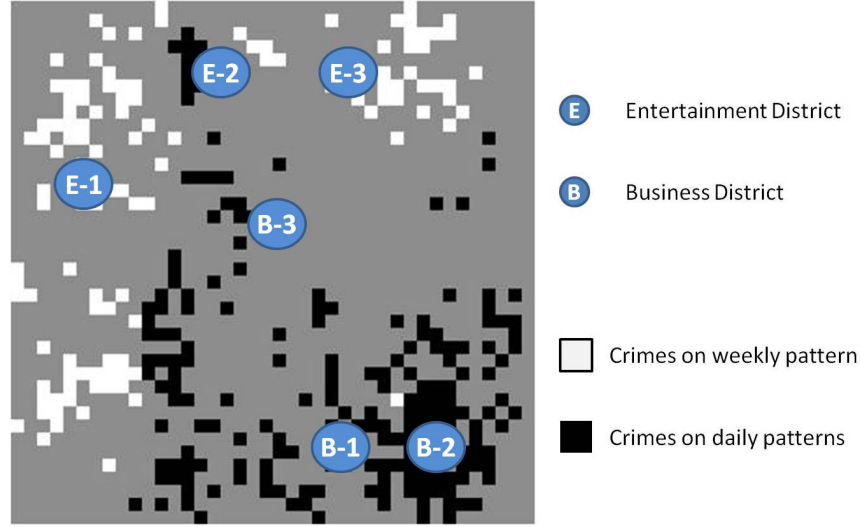 E-2
E-3
E
Entertainment District
E-1
B
Business District
B-3
Crimes on weekly pattern
Crimes on daily patterns
B-1
B-2